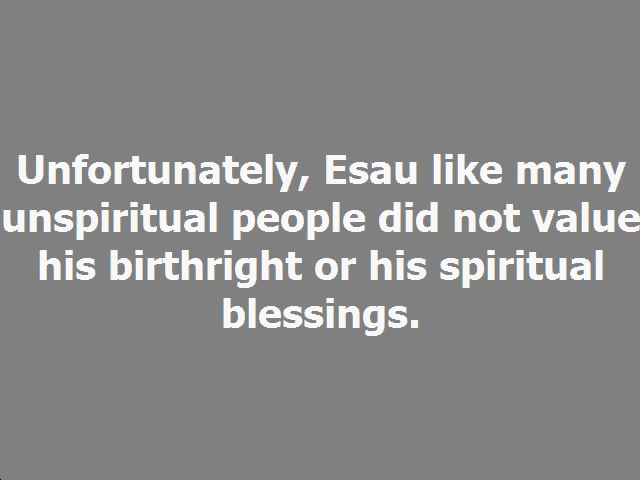 Unfortunately, Esau like many
unspiritual people did not value
his birthright or his spiritual
blessings.